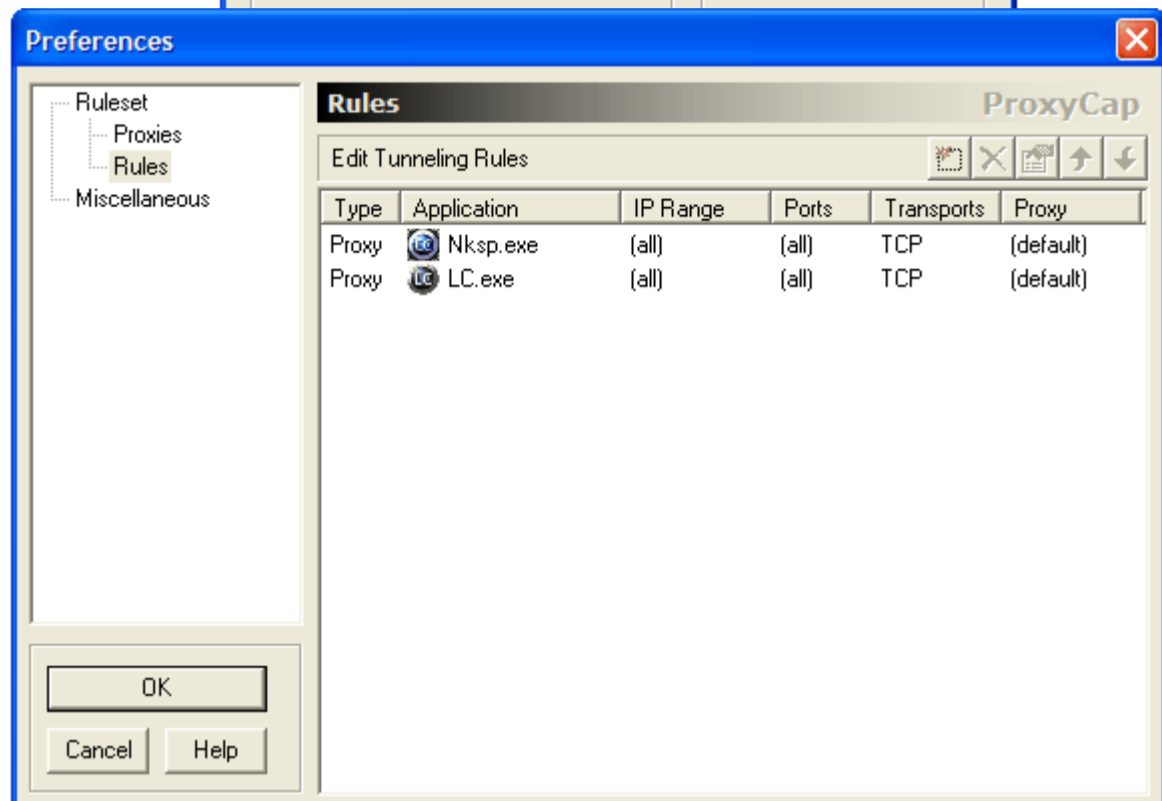 Preferences
Ruleset
Proxies
Rules
Miscellaneous
OK
Cancel Help
Rules ProxyCap
Edit Tunneling Rules
Type Application IP Range Ports Transports Proxy
Proxy Nksp.exe (all) (all) TCP (default)
Proxy LC.exe (all) (all) TCP (default)